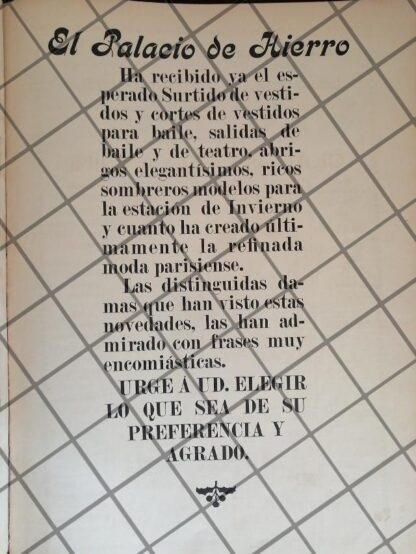 El Palacio de Hierro
Ha recibido ya el es-
perado Surtido de vesti-
dos y cortes de vestidos
para baile, salidas de
baile y de teatro, abri-
gos elegantísimos, ricos
sombreros modelos para
la estación de Invierno
y cuanto ha creado últi-
mamente la refinada
moda parisiense.
Las distinguidas da-
mas que han visto estas
novedades, las han ad-
mirado con frases muy
encomiásticas.
URGE Á UD. ELEGIR
LO QUE SEA DE SU
PREFERENCIA Y
AGRADO.